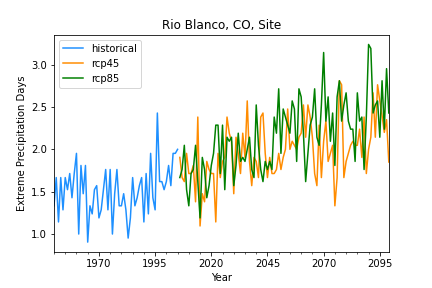 Rio Blanco, CO, Site
historical
rcp45
rcp85
Extreme Precipitation Days
3.0
2.5
2.0
1.5
1.0
1970 1995 2020 2045 2070 2095
Year